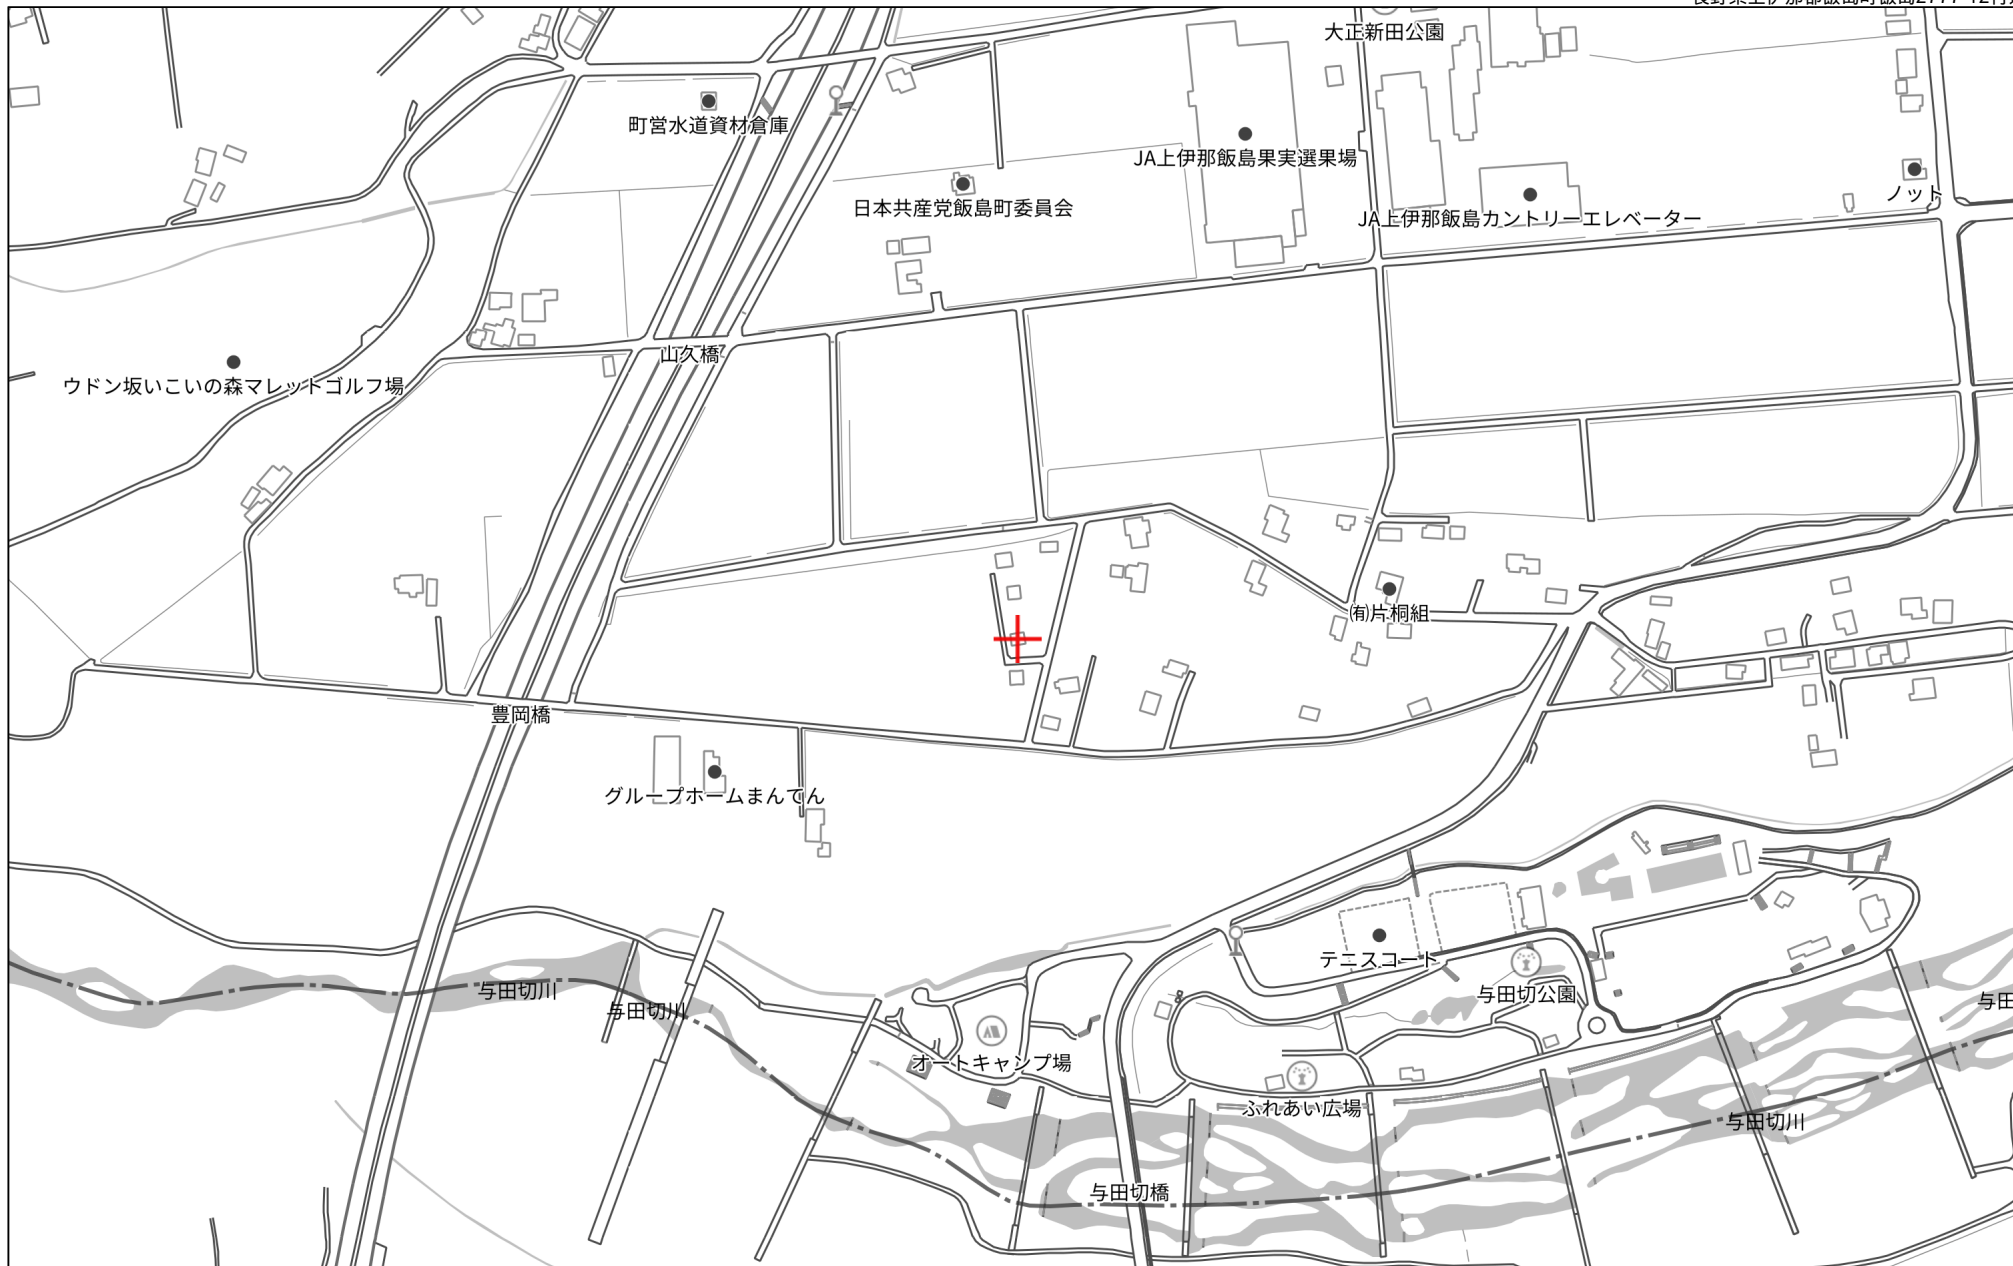 大正新田公園
町営水道資材倉庫
JA上伊那飯島果実選果場
日本共産党飯島町委員会
JA上伊那飯島カントリーエレベーター
ノット
山久橋
ウドン坂いこいの森マレットゴルフ場
㈲片桐組
豊岡橋
グループホームまんてん
テニスコート
与田切川
与田切川
与田切公園
与田
オートキャンプ場
ふれあい広場
与田切川
与田切橋